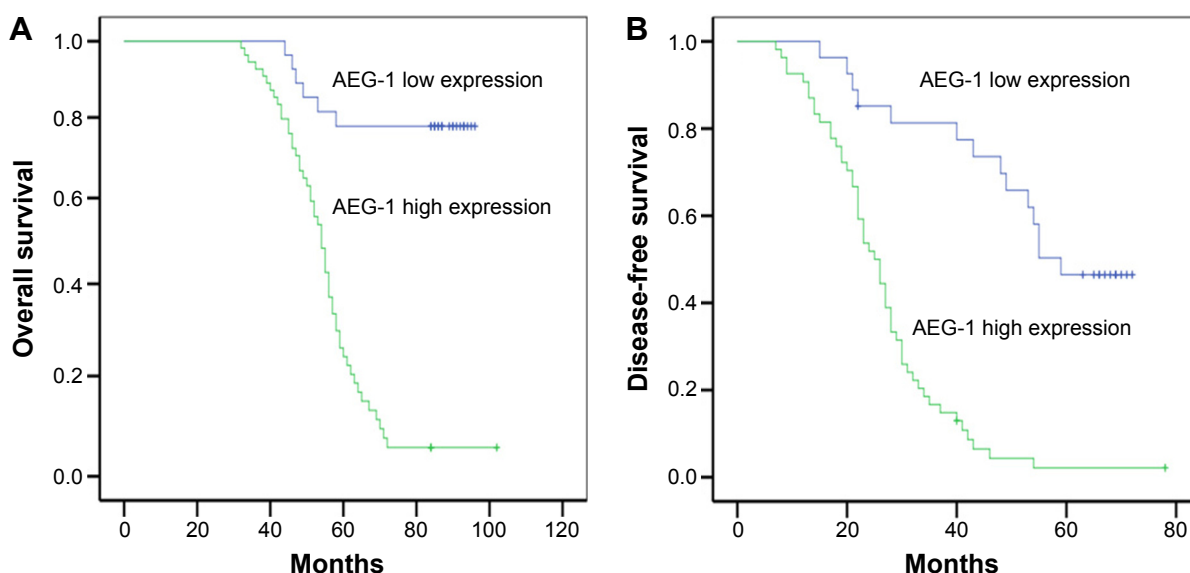 A
Overall survival
1.0
0.8
0.6
0.4
0.2
0.0
AEG-1 low expression
AEG-1 high expression
0 20 40 60 80 100 120
Months
B
Disease-free survival
1.0
0.8
0.6
0.4
0.2
0.0
AEG-1 low expression
AEG-1 high expression
0 20 40 60 80
Months